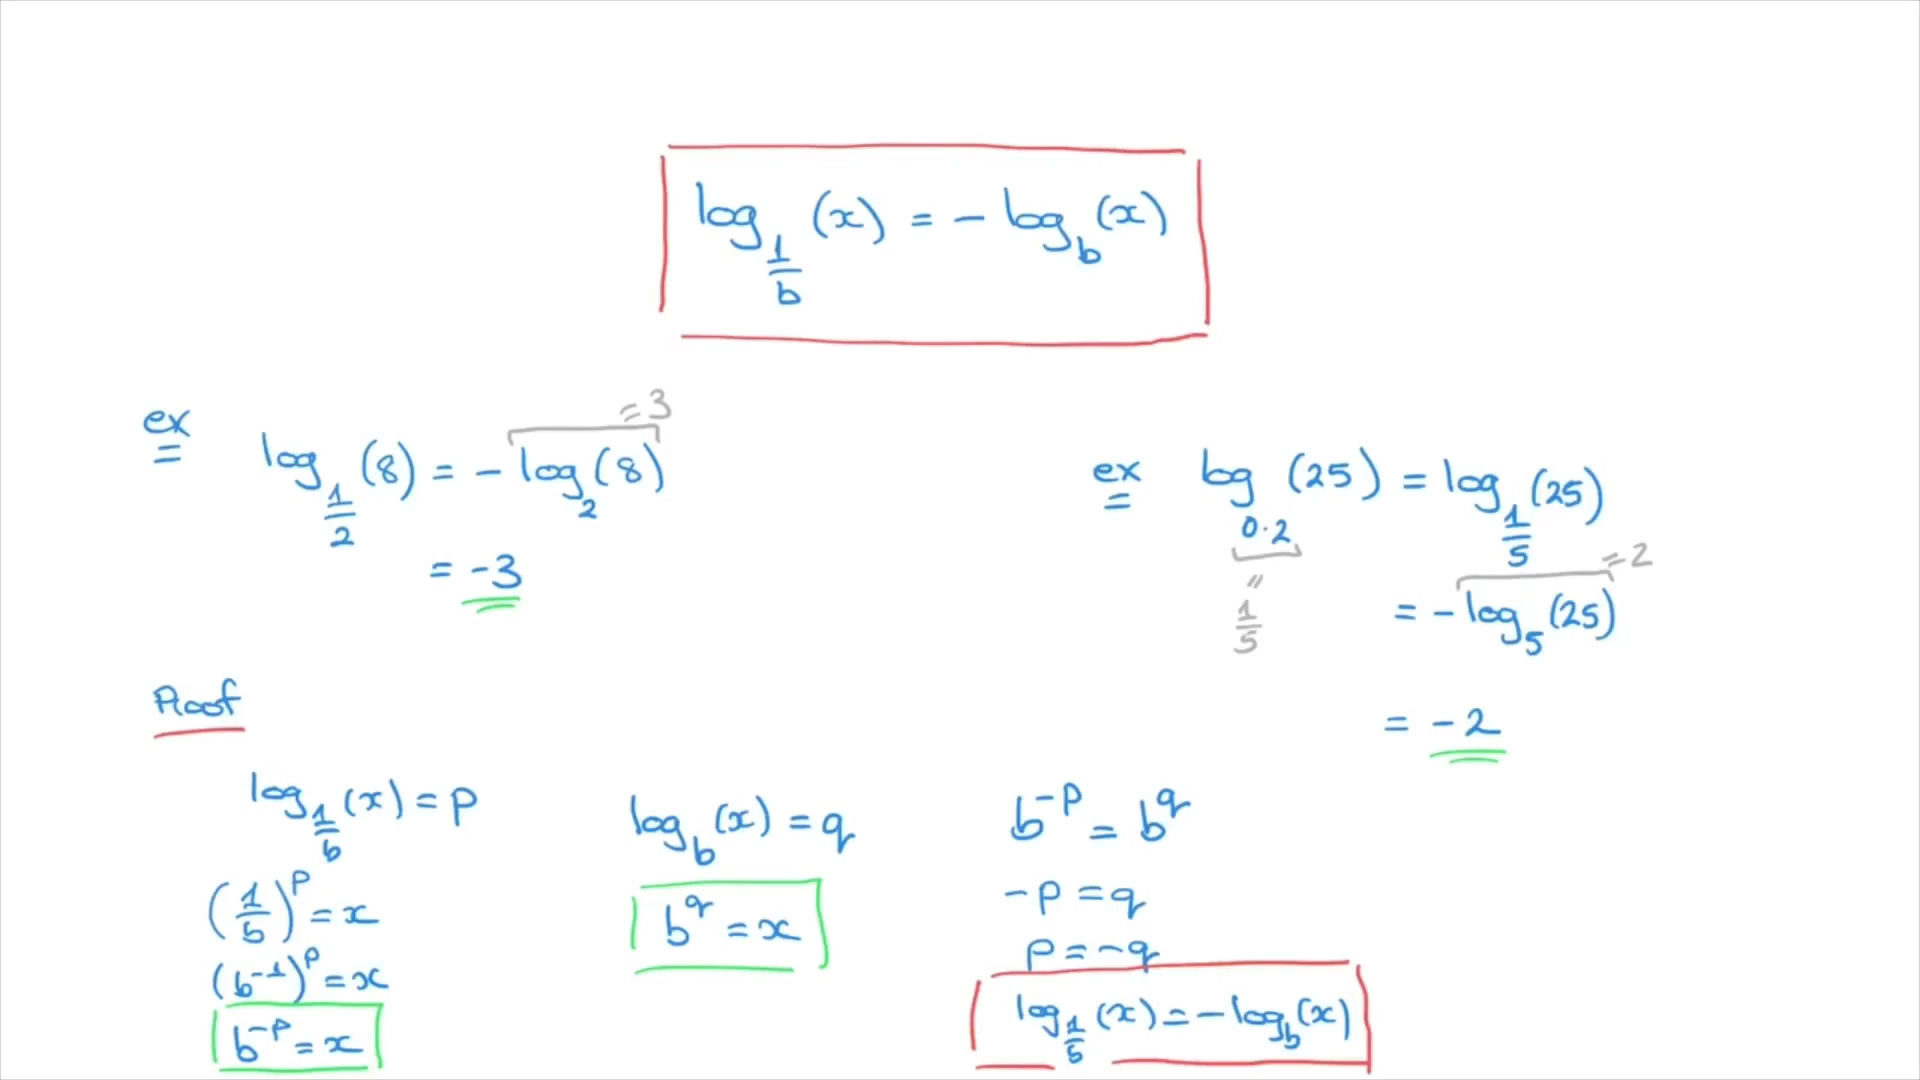 log_{1/b} (x) = - log_b (x)
ex log_{1/2} (8) = - log_2 (8) = 3
= -3
ex log_{0.2} (25) = log_{1/5} (25)
" 1/5
= - log_5 (25) = 2
= -2
Proof
log_{1/b} (x) = p
(1/b)^p = x
(b^{-1})^p = x
b^{-p} = x
log_b (x) = q
b^q = x
b^{-p} = b^q
-p = q
p = -q
log_{1/b} (x) = - log_b (x)